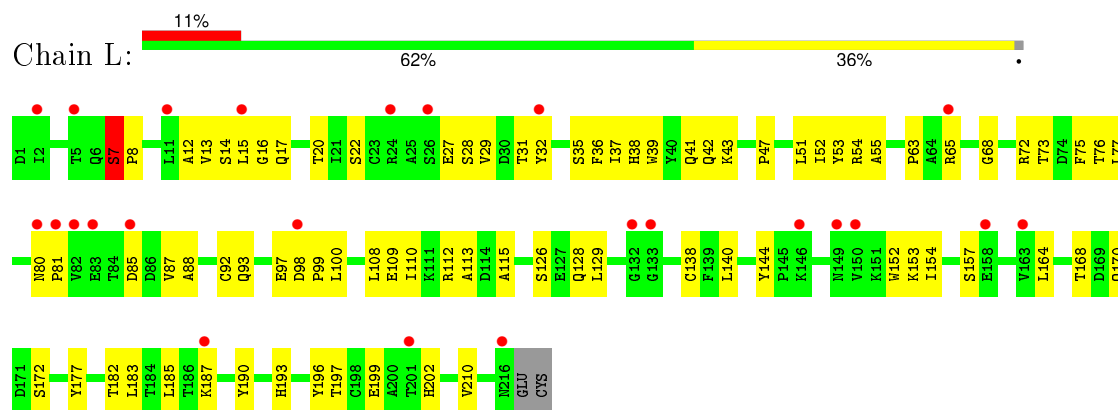 11%
Chain L:
62% 36% •
D1 I2 T5 Q6 S7 P8 L11 A12 V13 S14 L15 G16 Q17 T20 I21 S22 C23 R24 A25 S26 E27 S28 V29 D30 T31 Y32 S35 F36 I37 H38 W39 Y40 Q41 Q42 K43 P47 L51 I52 Y53 R54 A55 P63 A64 R65 G68 R72 T73 D74 F75 T76 L77
N80 P81 V82 E83 T84 D85 D86 V87 A88 C92 Q93 E97 D98 P99 L100 L108 E109 I110 K111 R112 A113 D114 A115 S126 E127 Q128 L129 G132 G133 C138 F139 L140 Y144 P145 K146 N149 V150 K151 W152 K153 I154 S157 E158 V163 L164 T168 D169
D171 S172 Y177 T182 L183 T184 L185 T186 K187 Y190 H193 Y196 T197 C198 E199 A200 T201 H202 V210 N216 GLU CYS